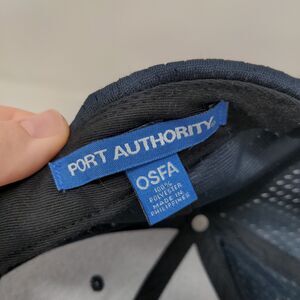 PORT AUTHORITY®
OSFA
100%
POLYESTER
MADE IN
PHILIPPINES